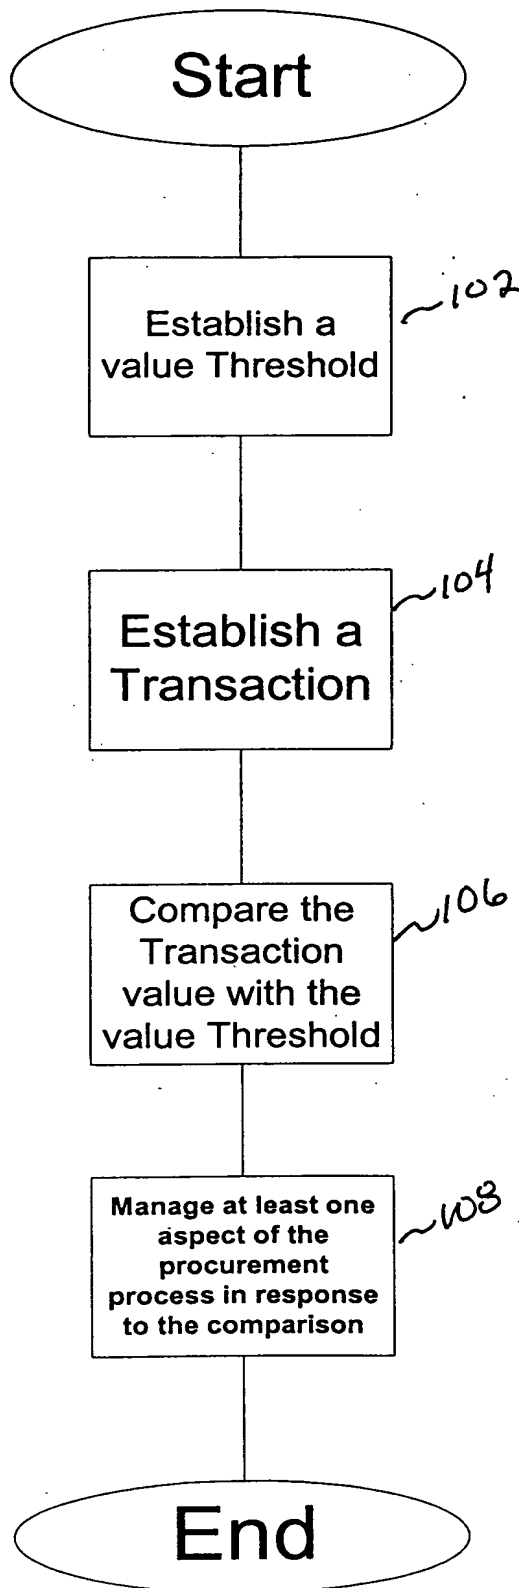 Start
Establish a
value Threshold
102
Establish a
Transaction
104
Compare the
Transaction
value with the
value Threshold
106
Manage at least one
aspect of the
procurement
process in response
to the comparison
108
End